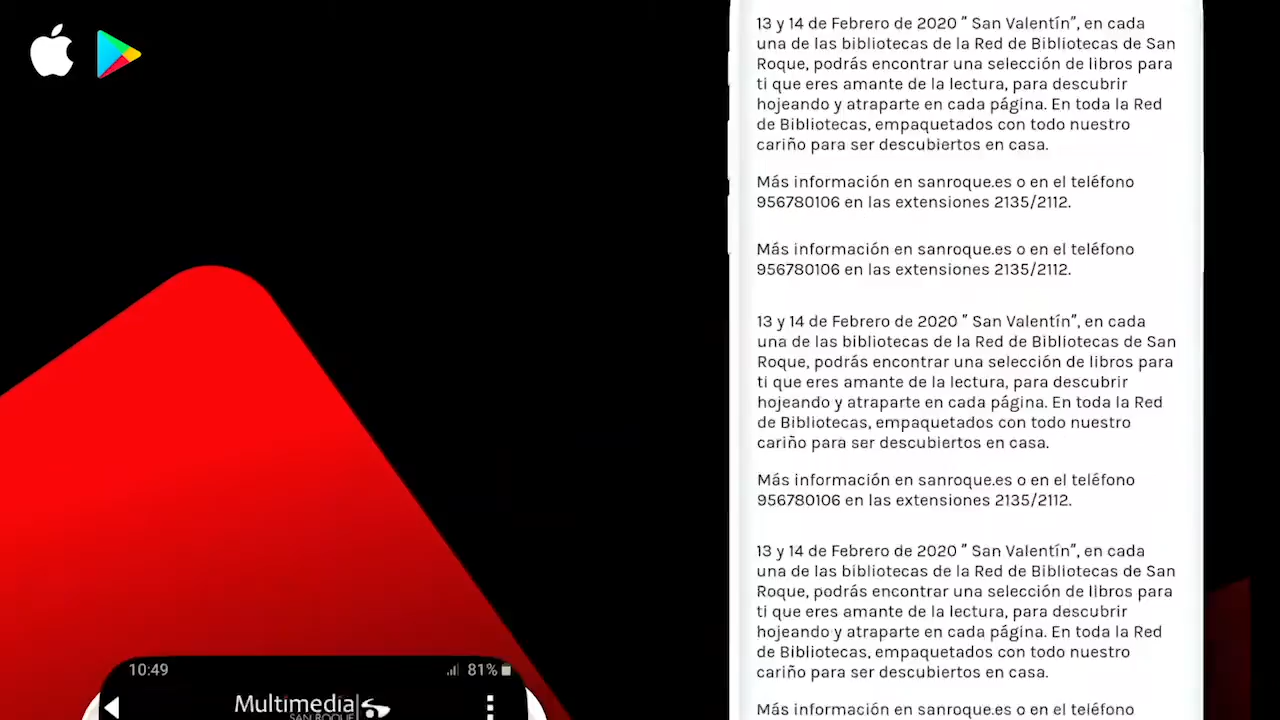 13 y 14 de Febrero de 2020 " San Valentín", en cada
una de las bibliotecas de la Red de Bibliotecas de San
Roque, podrás encontrar una selección de libros para
ti que eres amante de la lectura, para descubrir
hojeando y atraparte en cada página. En toda la Red
de Bibliotecas, empaquetados con todo nuestro
cariño para ser descubiertos en casa.
Más información en sanroque.es o en el teléfono
956780106 en las extensiones 2135/2112.
Más información en sanroque.es o en el teléfono
956780106 en las extensiones 2135/2112.
13 y 14 de Febrero de 2020 " San Valentín", en cada
una de las bibliotecas de la Red de Bibliotecas de San
Roque, podrás encontrar una selección de libros para
ti que eres amante de la lectura, para descubrir
hojeando y atraparte en cada página. En toda la Red
de Bibliotecas, empaquetados con todo nuestro
cariño para ser descubiertos en casa.
Más información en sanroque.es o en el teléfono
956780106 en las extensiones 2135/2112.
13 y 14 de Febrero de 2020 " San Valentín", en cada
una de las bibliotecas de la Red de Bibliotecas de San
Roque, podrás encontrar una selección de libros para
ti que eres amante de la lectura, para descubrir
hojeando y atraparte en cada página. En toda la Red
de Bibliotecas, empaquetados con todo nuestro
cariño para ser descubiertos en casa.
Más información en sanroque.es o en el teléfono
10:49 81%
Multimedia
SAN ROQUE